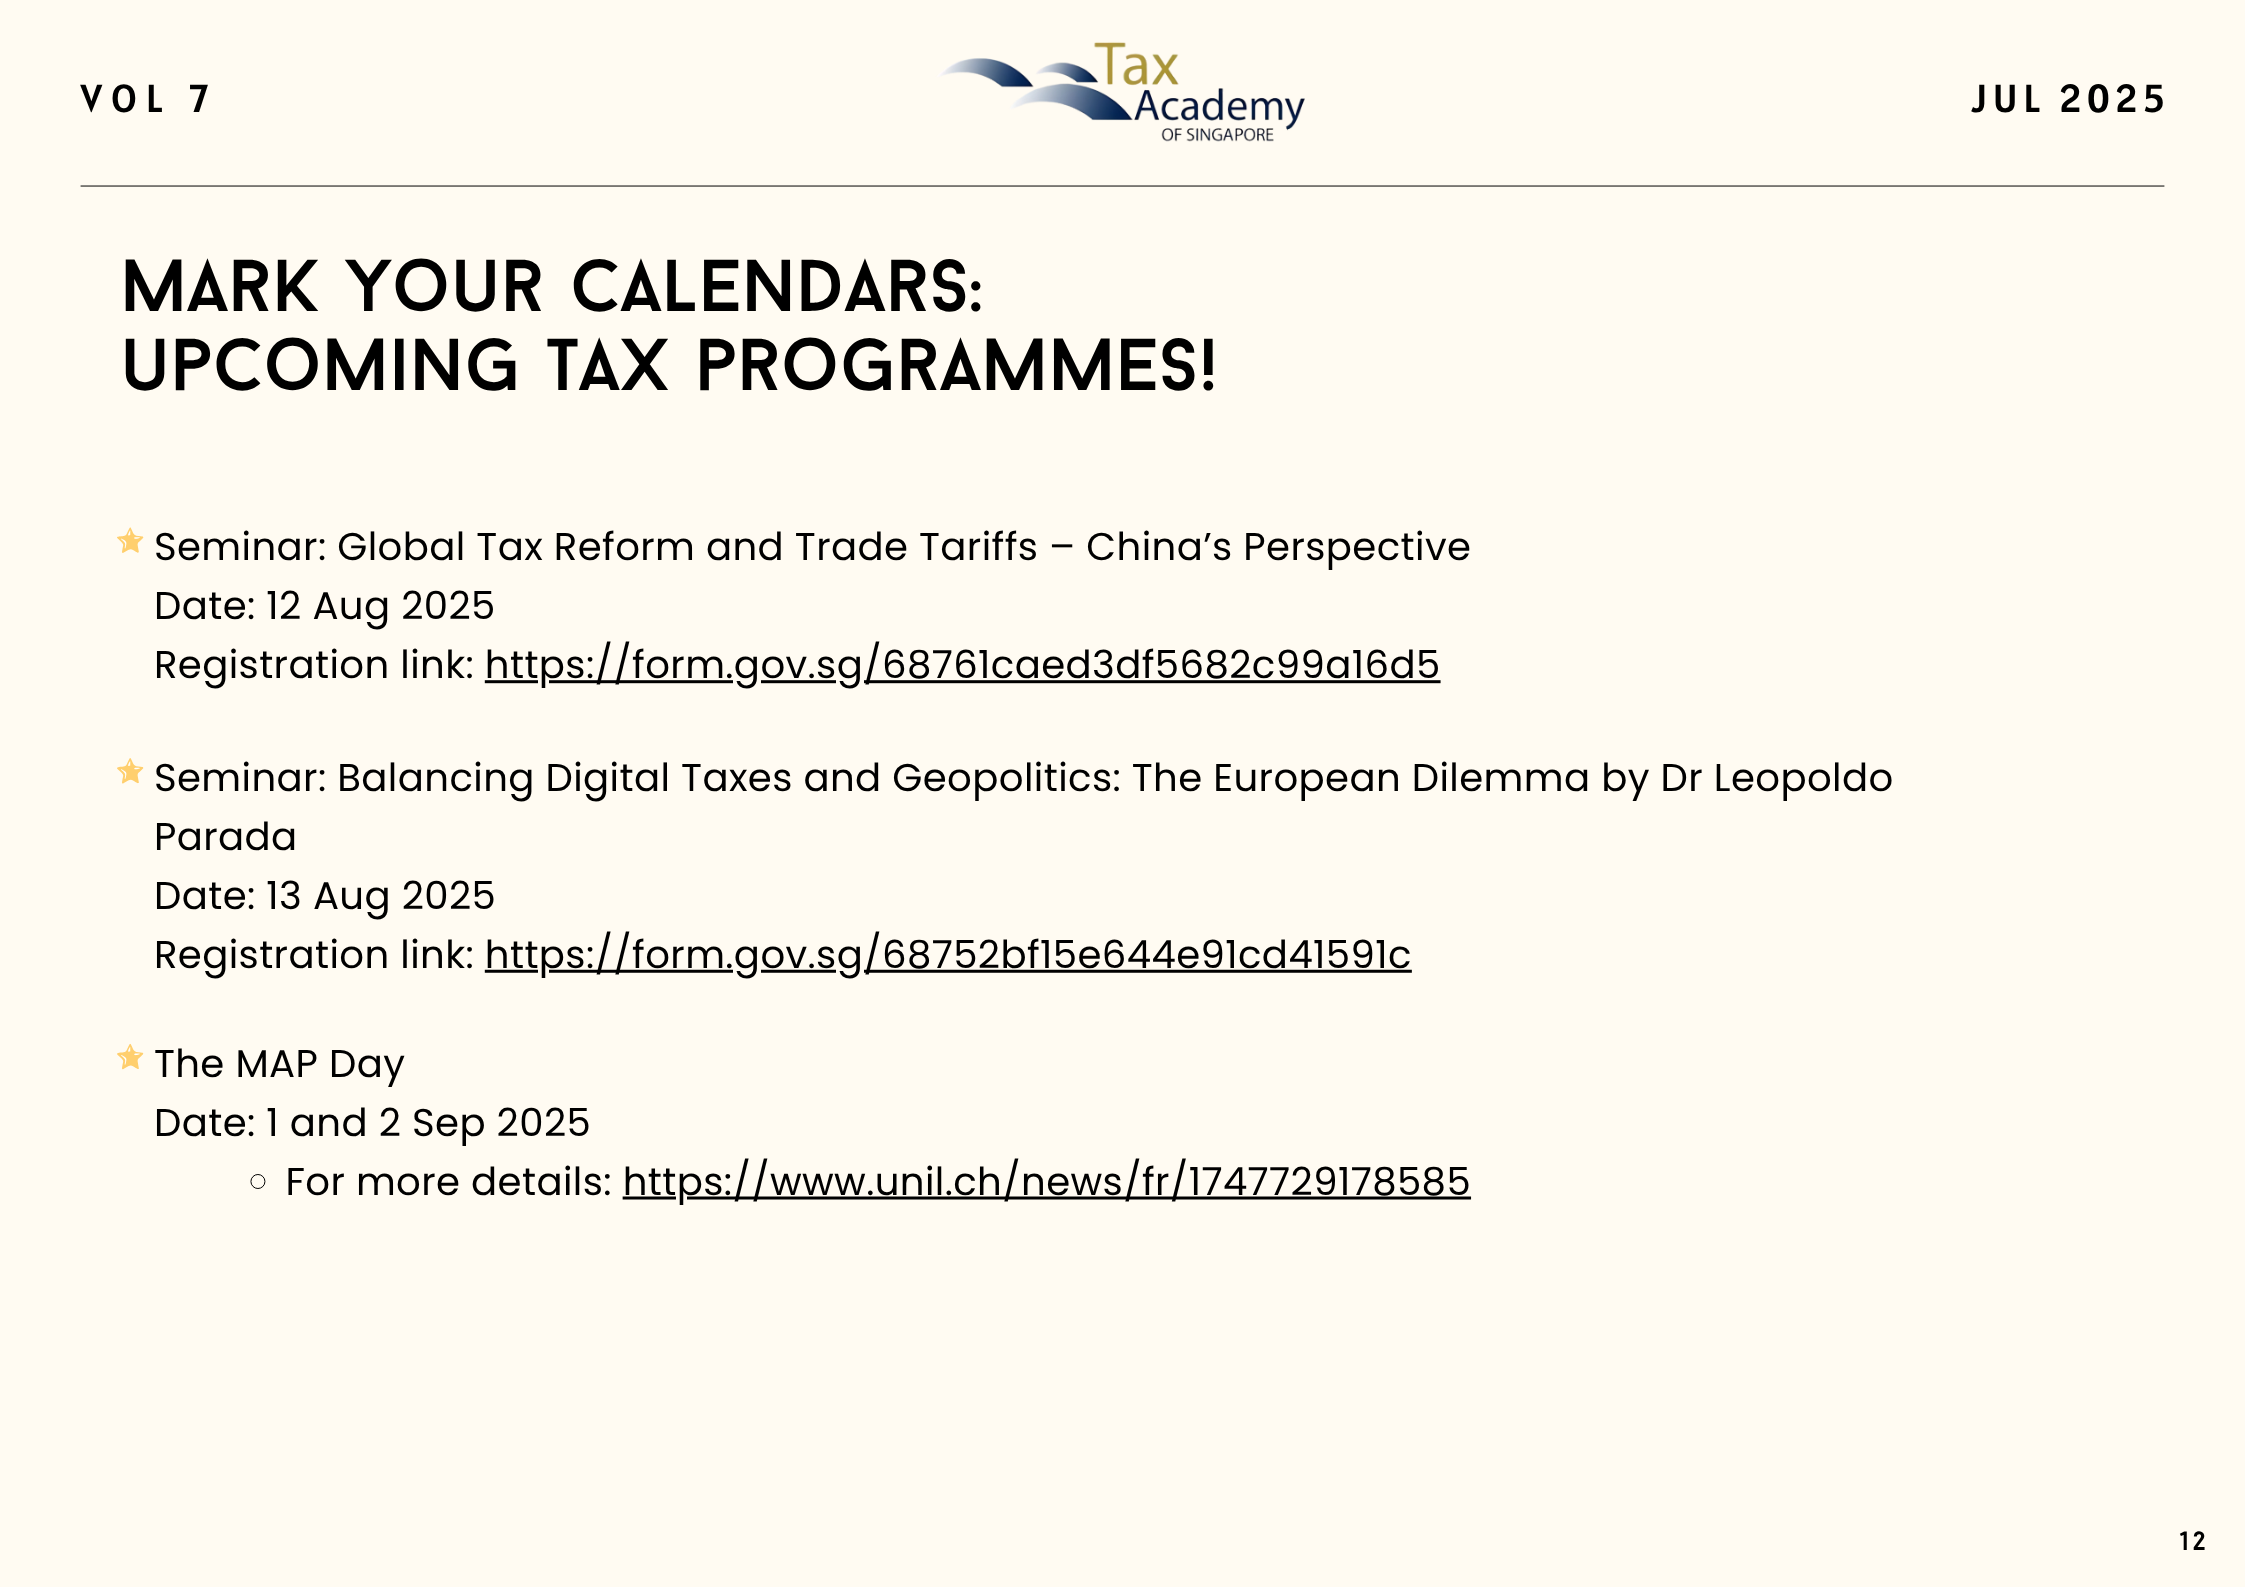 VOL 7
Tax
Academy
OF SINGAPORE
JUL 2025
MARK YOUR CALENDARS:
UPCOMING TAX PROGRAMMES!
Seminar: Global Tax Reform and Trade Tariffs – China’s Perspective
Date: 12 Aug 2025
Registration link: https://form.gov.sg/68761caed3df5682c99a16d5
Seminar: Balancing Digital Taxes and Geopolitics: The European Dilemma by Dr Leopoldo
Parada
Date: 13 Aug 2025
Registration link: https://form.gov.sg/68752bf15e644e91cd41591c
The MAP Day
Date: 1 and 2 Sep 2025
For more details: https://www.unil.ch/news/fr/1747729178585
12